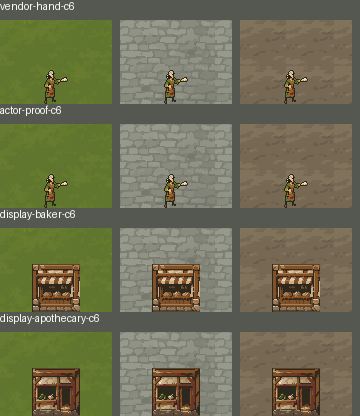 vendor-hand-c6
actor-proof-c6
display-baker-c6
display-apothecary-c6